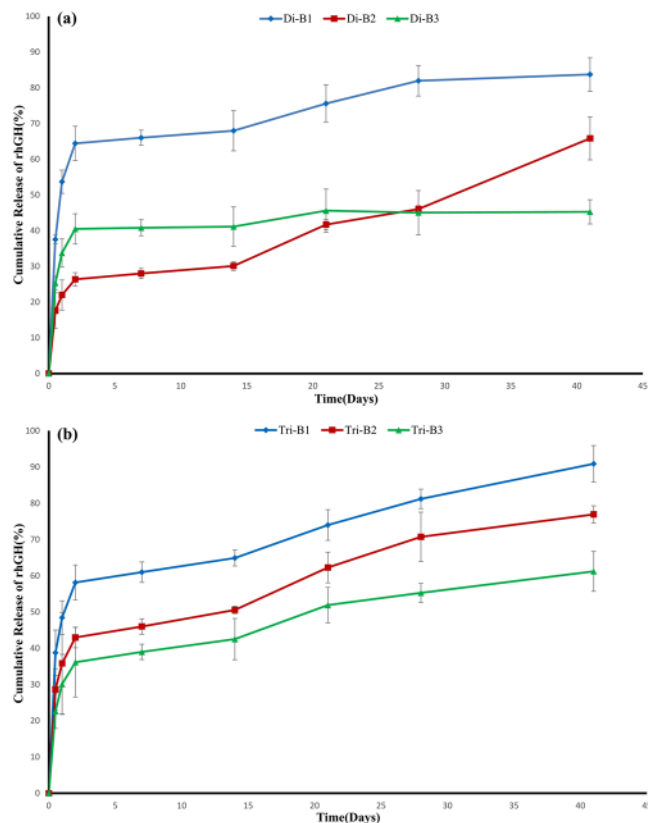 (a)
Di-B1 Di-B2 Di-B3
Cumulative Release of rhGH(%)
100
90
80
70
60
50
40
30
20
10
0
0 5 10 15 20 25 30 35 40 45
Time(Days)
(b)
Tri-B1 Tri-B2 Tri-B3
Cumulative Release of rhGH(%)
100
90
80
70
60
50
40
30
20
10
0
0 5 10 15 20 25 30 35 40 45
Time(Days)